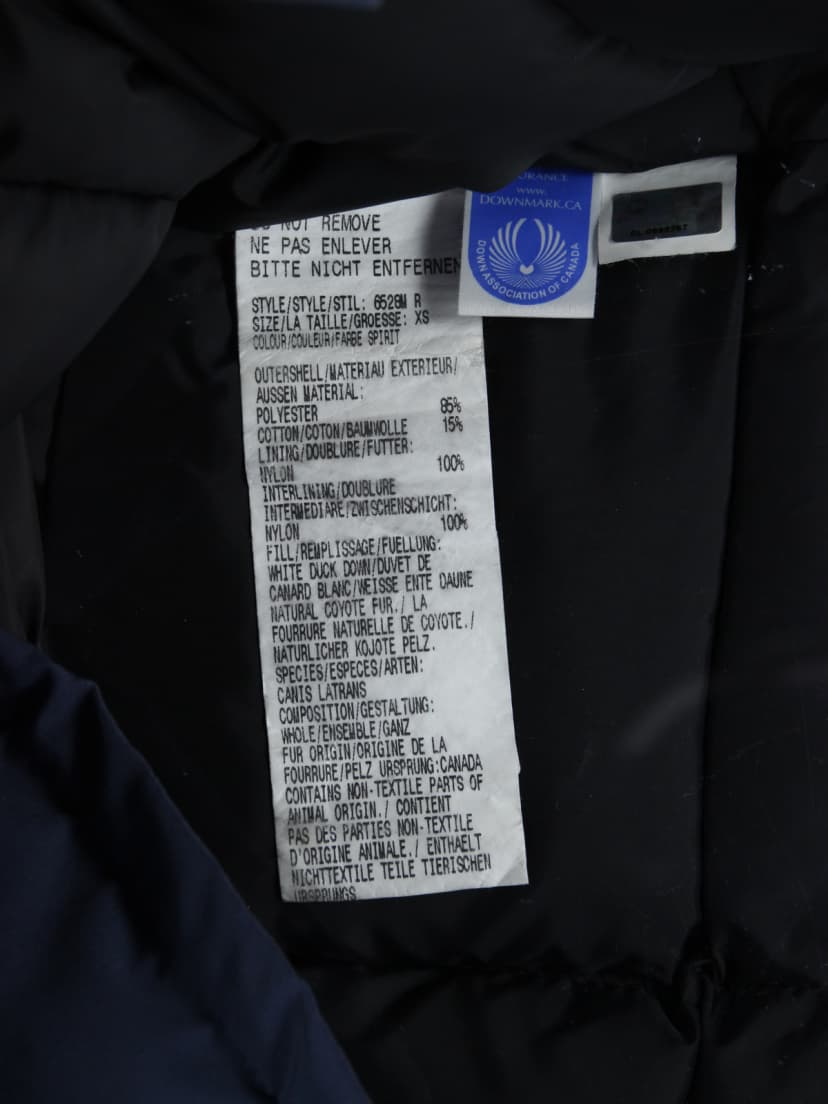 NOT REMOVE
NE PAS ENLEVER
BITTE NICHT ENTFERNEN
STYLE/STYLE/STIL: 6528M R
SIZE/LA TAILLE/GROESSE: XS
COLOUR/COULEUR/FARBE SPIRIT
OUTERSHELL/MATERIAU EXTERIEUR/
AUSSEN MATERIAL:
POLYESTER 85%
COTTON/COTON/BAUMWOLLE 15%
LINING/DOUBLURE/FUTTER:
NYLON 100%
INTERLINING/DOUBLURE
INTERMEDIARE/ZWISCHENSCHICHT:
NYLON 100%
FILL/REMPLISSAGE/FUELLUNG:
WHITE DUCK DOWN/DUVET DE
CANARD BLANC/WEISSE ENTE DAUNE
NATURAL COYOTE FUR./ LA
FOURRURE NATURELLE DE COYOTE./
NATURLICHER KOJOTE PELZ.
SPECIES/ESPECES/ARTEN:
CANIS LATRANS
COMPOSITION/GESTALTUNG:
WHOLE/ENSEMBLE/GANZ
FUR ORIGIN/ORIGINE DE LA
FOURRURE/PELZ URSPRUNG:CANADA
CONTAINS NON-TEXTILE PARTS OF
ANIMAL ORIGIN./ CONTIENT
PAS DES PARTIES NON-TEXTILE
D'ORIGINE ANIMALE./ ENTHAELT
NICHTTEXTILE TEILE TIERISCHEN
URSPRUNGS
www.
DOWNMARK.CA
DOWN ASSOCIATION OF CANADA